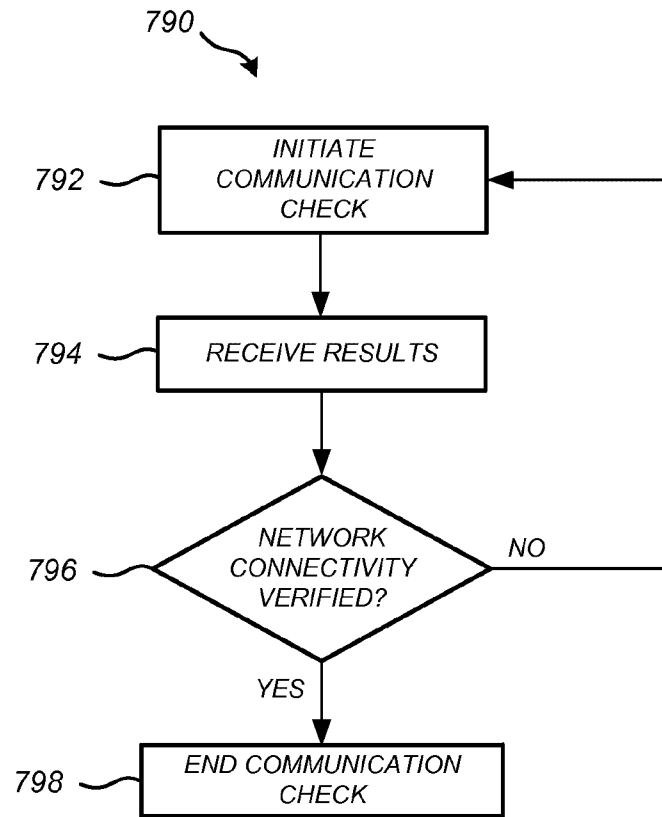 790
792
INITIATE
COMMUNICATION
CHECK
794
RECEIVE RESULTS
796
NETWORK
CONNECTIVITY
VERIFIED?
NO
YES
798
END COMMUNICATION
CHECK